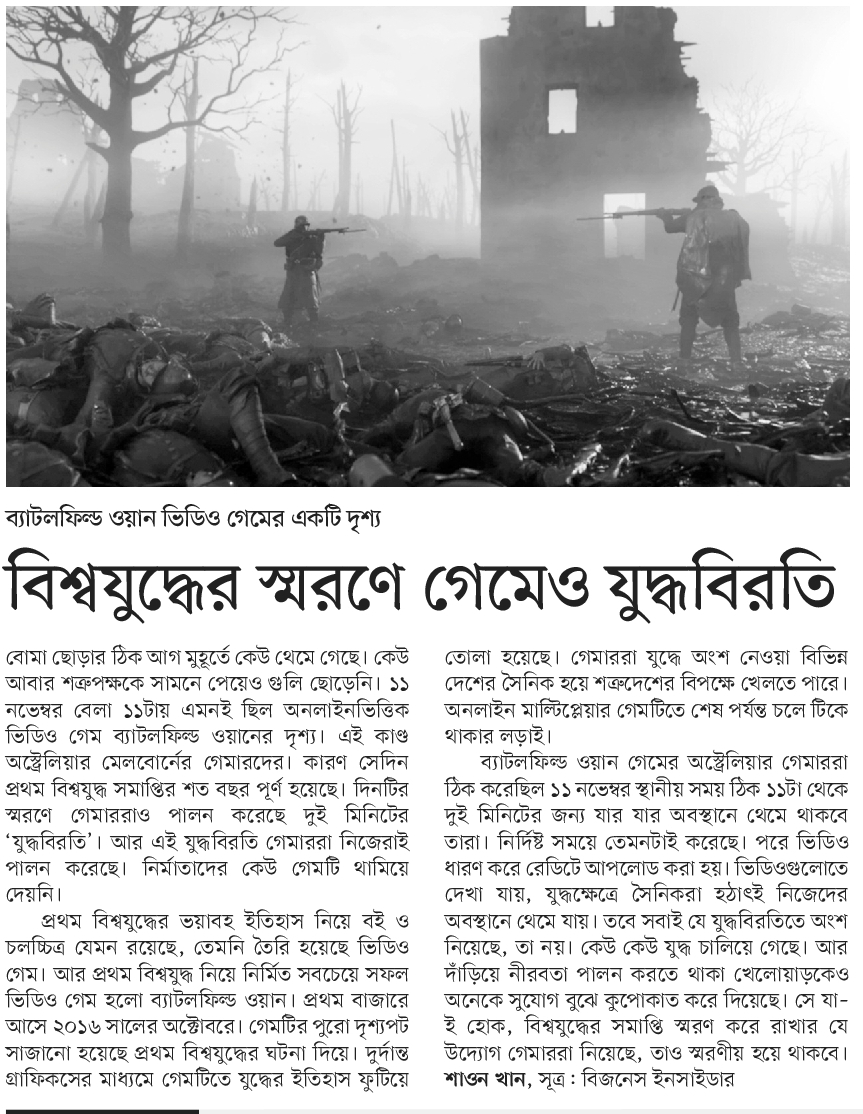 ব্যাটলফিল্ড ওয়ান ভিডিও গেমের একটি দৃশ্য
বিশ্বযুদ্ধের স্মরণে গেমেও যুদ্ধবিরতি
বোমা ছোড়ার ঠিক আগ মুহূর্তে কেউ থেমে গেছে। কেউ
আবার শত্রুপক্ষকে সামনে পেয়েও গুলি ছোড়েনি। ১১
নভেম্বর বেলা ১১টায় এমনই ছিল অনলাইনভিত্তিক
ভিডিও গেম ব্যাটলফিল্ড ওয়ানের দৃশ্য। এই কাণ্ড
অস্ট্রেলিয়ার মেলবোর্নের গেমারদের। কারণ সেদিন
প্রথম বিশ্বযুদ্ধ সমাপ্তির শত বছর পূর্ণ হয়েছে। দিনটির
স্মরণে গেমাররাও পালন করেছে দুই মিনিটের
‘যুদ্ধবিরতি’। আর এই যুদ্ধবিরতি গেমাররা নিজেরাই
পালন করেছে। নির্মাতাদের কেউ গেমটি থামিয়ে
দেয়নি।
প্রথম বিশ্বযুদ্ধের ভয়াবহ ইতিহাস নিয়ে বই ও
চলচ্চিত্র যেমন রয়েছে, তেমনি তৈরি হয়েছে ভিডিও
গেম। আর প্রথম বিশ্বযুদ্ধ নিয়ে নির্মিত সবচেয়ে সফল
ভিডিও গেম হলো ব্যাটলফিল্ড ওয়ান। প্রথম বাজারে
আসে ২০১৬ সালের অক্টোবরে। গেমটির পুরো দৃশ্যপট
সাজানো হয়েছে প্রথম বিশ্বযুদ্ধের ঘটনা দিয়ে। দুর্দান্ত
গ্রাফিকসের মাধ্যমে গেমটিতে যুদ্ধের ইতিহাস ফুটিয়ে
তোলা হয়েছে। গেমাররা যুদ্ধে অংশ নেওয়া বিভিন্ন
দেশের সৈনিক হয়ে শত্রুদেশের বিপক্ষে খেলতে পারে।
অনলাইন মাল্টিপ্লেয়ার গেমটিতে শেষ পর্যন্ত চলে টিকে
থাকার লড়াই।
ব্যাটলফিল্ড ওয়ান গেমের অস্ট্রেলিয়ার গেমাররা
ঠিক করেছিল ১১ নভেম্বর স্থানীয় সময় ঠিক ১১টা থেকে
দুই মিনিটের জন্য যার যার অবস্থানে থেমে থাকবে
তারা। নির্দিষ্ট সময়ে তেমনটাই করেছে। পরে ভিডিও
ধারণ করে রেডিটে আপলোড করা হয়। ভিডিওগুলোতে
দেখা যায়, যুদ্ধক্ষেত্রে সৈনিকরা হঠাৎই নিজেদের
অবস্থানে থেমে যায়। তবে সবাই যে যুদ্ধবিরতিতে অংশ
নিয়েছে, তা নয়। কেউ কেউ যুদ্ধ চালিয়ে গেছে। আর
দাঁড়িয়ে নীরবতা পালন করতে থাকা খেলোয়াড়কেও
অনেকে সুযোগ বুঝে কুপোকাত করে দিয়েছে। সে যা-
ই হোক, বিশ্বযুদ্ধের সমাপ্তি স্মরণ করে রাখার যে
উদ্যোগ গেমাররা নিয়েছে, তাও স্মরণীয় হয়ে থাকবে।
শাওন খান, সূত্র : বিজনেস ইনসাইডার